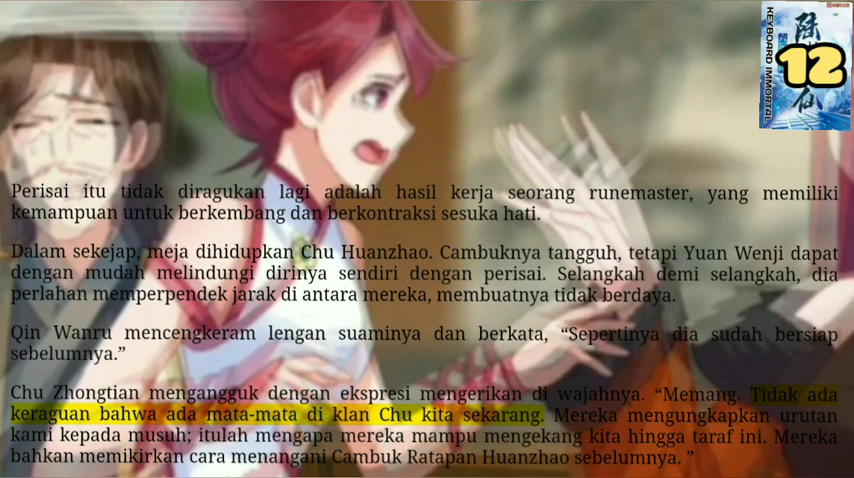 KEYBOARD IMMORTAL
12
Perisai itu tidak diragukan lagi adalah hasil kerja seorang runemaster, yang memiliki
kemampuan untuk berkembang dan berkontraksi sesuka hati.
Dalam sekejap, meja dihidupkan Chu Huanzhao. Cambuknya tangguh, tetapi Yuan Wenji dapat
dengan mudah melindungi dirinya sendiri dengan perisai. Selangkah demi selangkah, dia
perlahan memperpendek jarak di antara mereka, membuatnya tidak berdaya.
Qin Wanru mencengkeram lengan suaminya dan berkata, “Sepertinya dia sudah bersiap
sebelumnya.”
Chu Zhongtian mengangguk dengan ekspresi mengerikan di wajahnya. “Memang. Tidak ada
keraguan bahwa ada mata-mata di klan Chu kita sekarang. Mereka mengungkapkan urutan
kami kepada musuh; itulah mengapa mereka mampu mengekang kita hingga taraf ini. Mereka
bahkan memikirkan cara menangani Cambuk Ratapan Huanzhao sebelumnya. ”